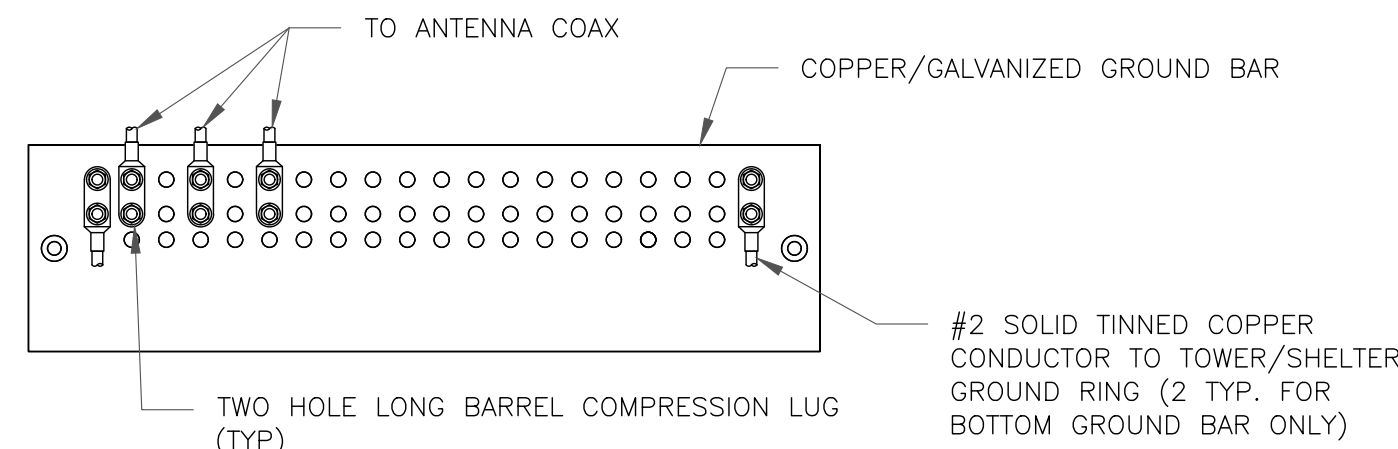 TO ANTENNA COAX
COPPER/GALVANIZED GROUND BAR
#2 SOLID TINNED COPPER
CONDUCTOR TO TOWER/SHELTER
GROUND RING (2 TYP. FOR
BOTTOM GROUND BAR ONLY)
TWO HOLE LONG BARREL COMPRESSION LUG
(TYP)